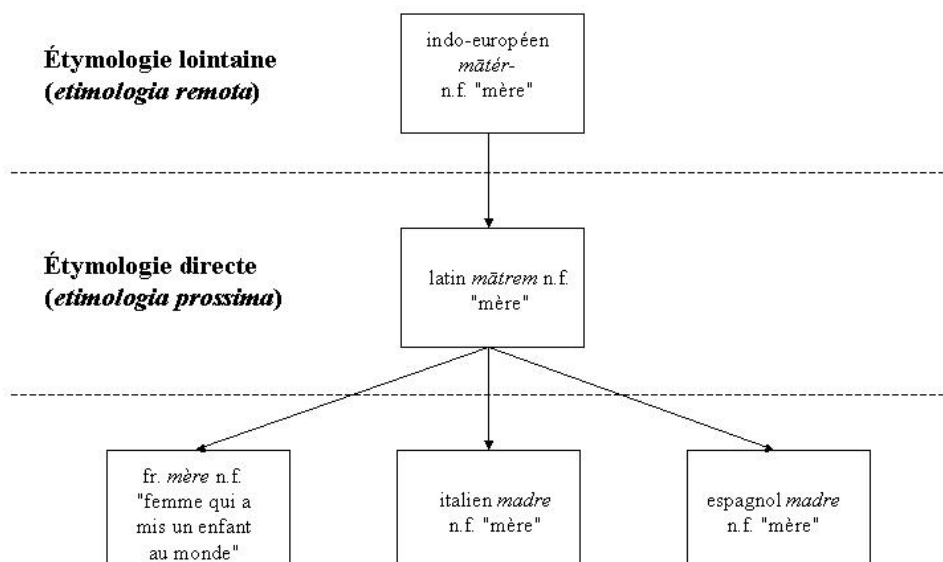 Étymologie lointaine
(etimologia remota)
indo-européen
mātér-
n.f. "mère"
Étymologie directe
(etimologia prossima)
latin mātrem n.f.
"mère"
fr. mère n.f.
"femme qui a
mis un enfant
au monde"
italien madre
n.f. "mère"
espagnol madre
n.f. "mère"